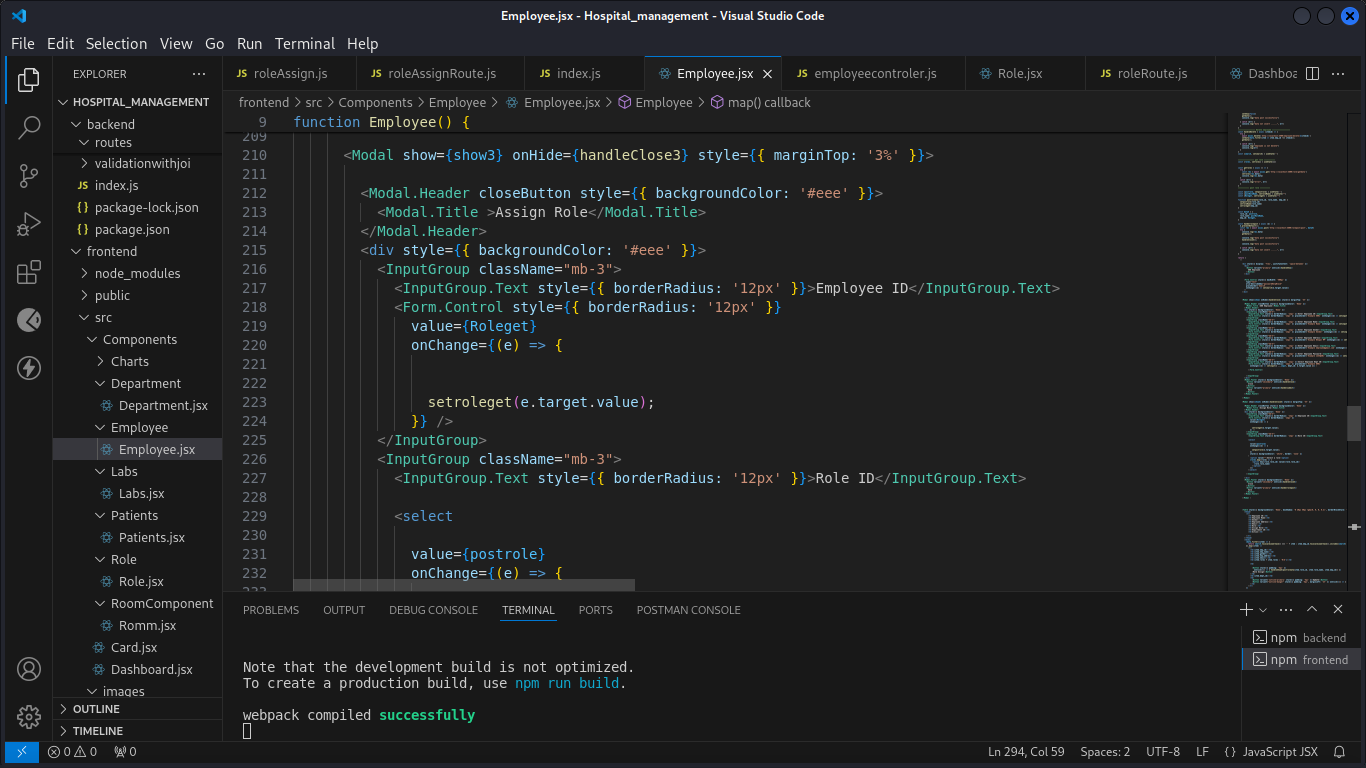 Employee.jsx - Hospital_management - Visual Studio Code
File Edit Selection View Go Run Terminal Help
EXPLORER ···
JS roleAssign.js JS roleAssignRoute.js JS index.js Employee.jsx JS employeecontroler.js Role.jsx JS roleRoute.js Dashboa
HOSPITAL_MANAGEMENT
backend
routes
validationwithjoi
JS index.js
{} package-lock.json
{} package.json
frontend
node_modules
public
src
Components
Charts
Department
Department.jsx
Employee
Employee.jsx
Labs
Labs.jsx
Patients
Patients.jsx
Role
Role.jsx
RoomComponent
Romm.jsx
Card.jsx
Dashboard.jsx
images
OUTLINE
TIMELINE
frontend > src > Components > Employee > Employee.jsx > Employee > map() callback
9 function Employee() {
209
210 <Modal show={show3} onHide={handleClose3} style={{ marginTop: '3%' }}>
211
212 <Modal.Header closeButton style={{ backgroundColor: '#eee' }}>
213 <Modal.Title >Assign Role</Modal.Title>
214 </Modal.Header>
215 <div style={{ backgroundColor: '#eee' }}>
216 <InputGroup className="mb-3">
217 <InputGroup.Text style={{ borderRadius: '12px' }}>Employee ID</InputGroup.Text>
218 <Form.Control style={{ borderRadius: '12px' }}
219 value={Roleget}
220 onChange={(e) => {
221
222
223 setroleget(e.target.value);
224 }} />
225 </InputGroup>
226 <InputGroup className="mb-3">
227 <InputGroup.Text style={{ borderRadius: '12px' }}>Role ID</InputGroup.Text>
228
229 <select
230
231 value={postrole}
232 onChange={(e) => {
PROBLEMS OUTPUT DEBUG CONSOLE TERMINAL PORTS POSTMAN CONSOLE
Note that the development build is not optimized.
To create a production build, use npm run build.
webpack compiled successfully
npm backend
npm frontend
0 0 0 Ln 294, Col 59 Spaces: 2 UTF-8 LF {} JavaScript JSX